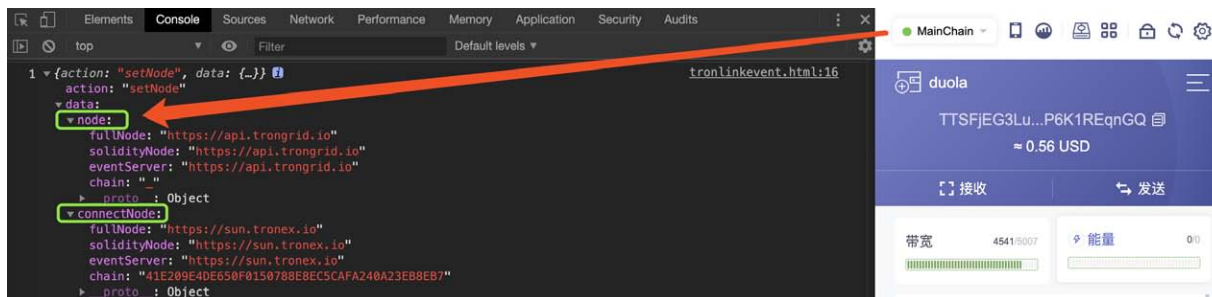 Elements Console Sources Network Performance Memory Application Security Audits
top Filter Default levels
1 {action: "setNode", data: {…}} tronlinkevent.html:16
action: "setNode"
data:
node:
fullNode: "https://api.trongrid.io"
solidityNode: "https://api.trongrid.io"
eventServer: "https://api.trongrid.io"
chain: "_"
__proto__: Object
connectNode:
fullNode: "https://sun.tronex.io"
solidityNode: "https://sun.tronex.io"
eventServer: "https://sun.tronex.io"
chain: "41E209E4DE650F0150788E8EC5CAFA240A23EB8EB7"
__proto__: Object
MainChain
duola
TTSFjEG3Lu...P6K1REqnGQ
≈ 0.56 USD
接收 发送
带宽 4541/5007
能量 0/0